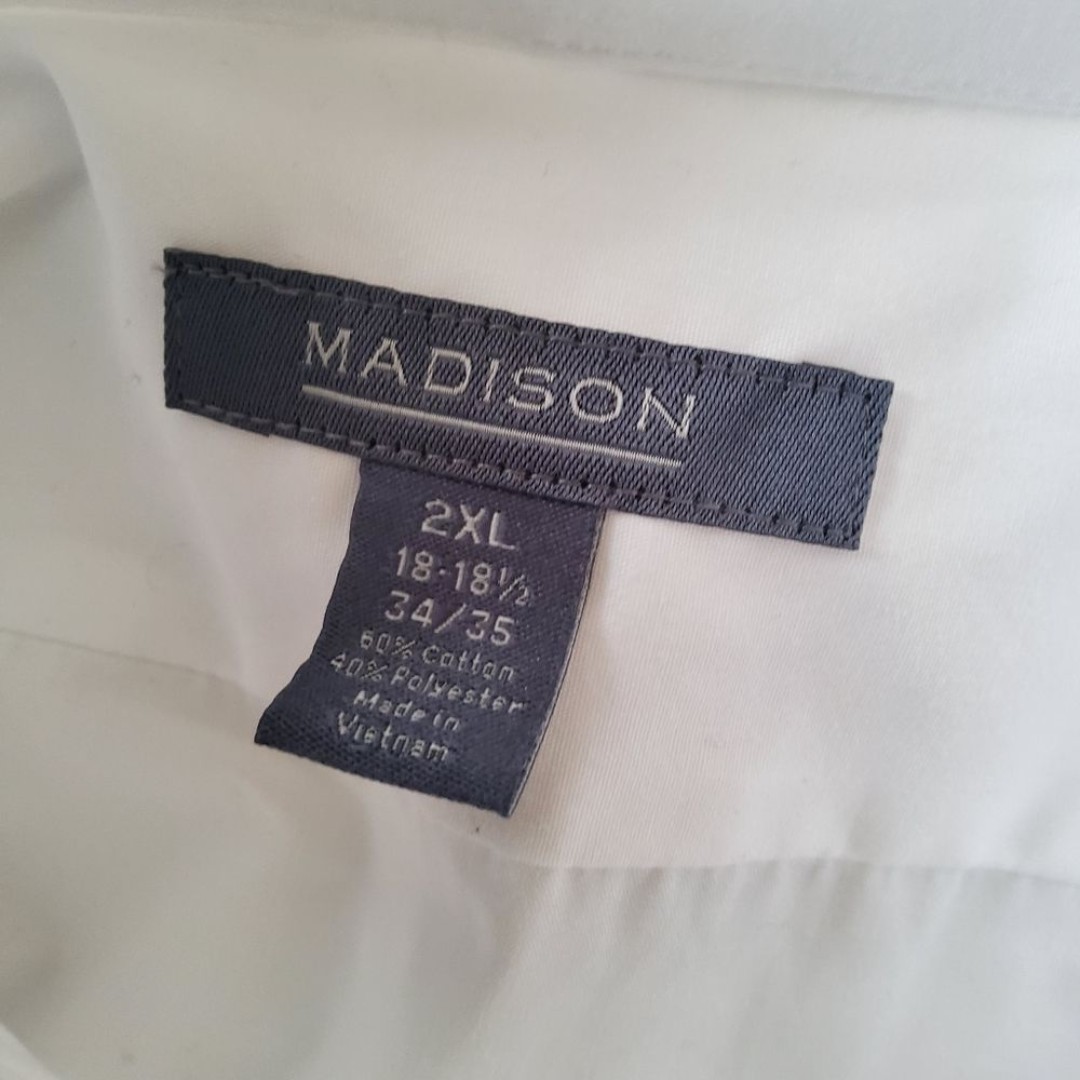 MADISON
2XL
18-18½
34/35
60% Cotton
40% Polyester
Made in
Vietnam